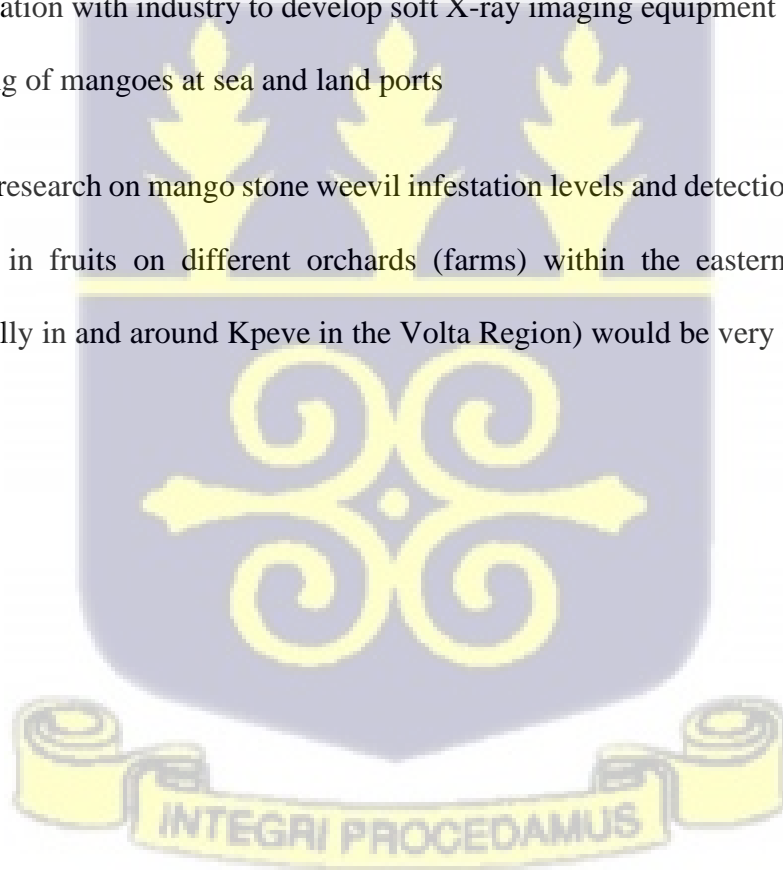 ation with industry to develop soft X-ray imaging equipment
g of mangoes at sea and land ports
research on mango stone weevil infestation levels and detectio
in fruits on different orchards (farms) within the eastern
lly in and around Kpeve in the Volta Region) would be very
INTEGRI PROCEDAMUS